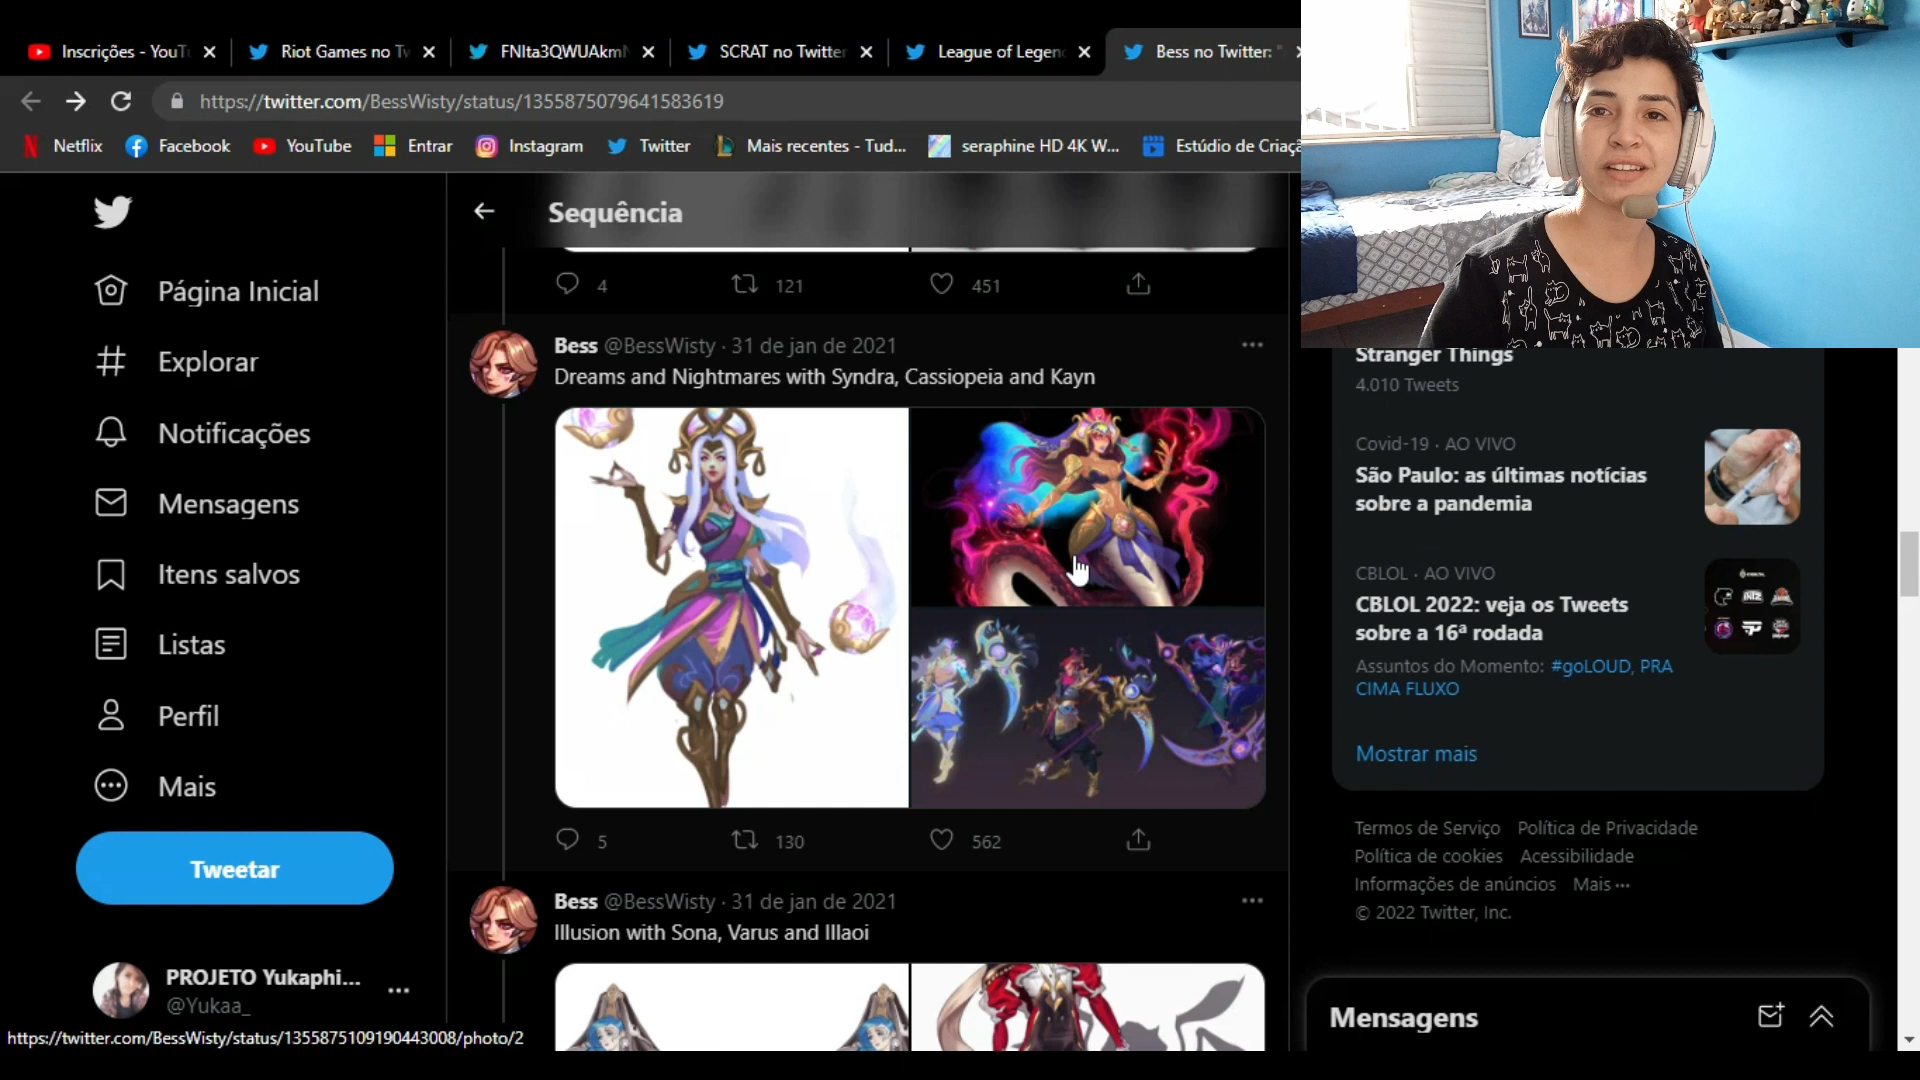 Inscrições - YouT
Riot Games no Tw
FNIta3QWUAkmN
SCRAT no Twitter
League of Legen
Bess no Twitter: "
https://twitter.com/BessWisty/status/1355875079641583619
Netflix
Facebook
YouTube
Entrar
Instagram
Twitter
Mais recentes - Tud...
seraphine HD 4K W...
Estúdio de Criaçã
Página Inicial
Explorar
Notificações
Mensagens
Itens salvos
Listas
Perfil
Mais
Tweetar
PROJETO Yukaphi...
@Yukaa_
https://twitter.com/BessWisty/status/1355875109190443008/photo/2
Sequência
4 121 451
Bess @BessWisty · 31 de jan de 2021
Dreams and Nightmares with Syndra, Cassiopeia and Kayn
5 130 562
Bess @BessWisty · 31 de jan de 2021
Illusion with Sona, Varus and Illaoi
Stranger Things
4.010 Tweets
Covid-19 · AO VIVO
São Paulo: as últimas notícias
sobre a pandemia
CBLOL · AO VIVO
CBLOL 2022: veja os Tweets
sobre a 16ª rodada
Assuntos do Momento: #goLOUD, PRA
CIMA FLUXO
Mostrar mais
Termos de Serviço Política de Privacidade
Política de cookies Acessibilidade
Informações de anúncios Mais ···
© 2022 Twitter, Inc.
Mensagens